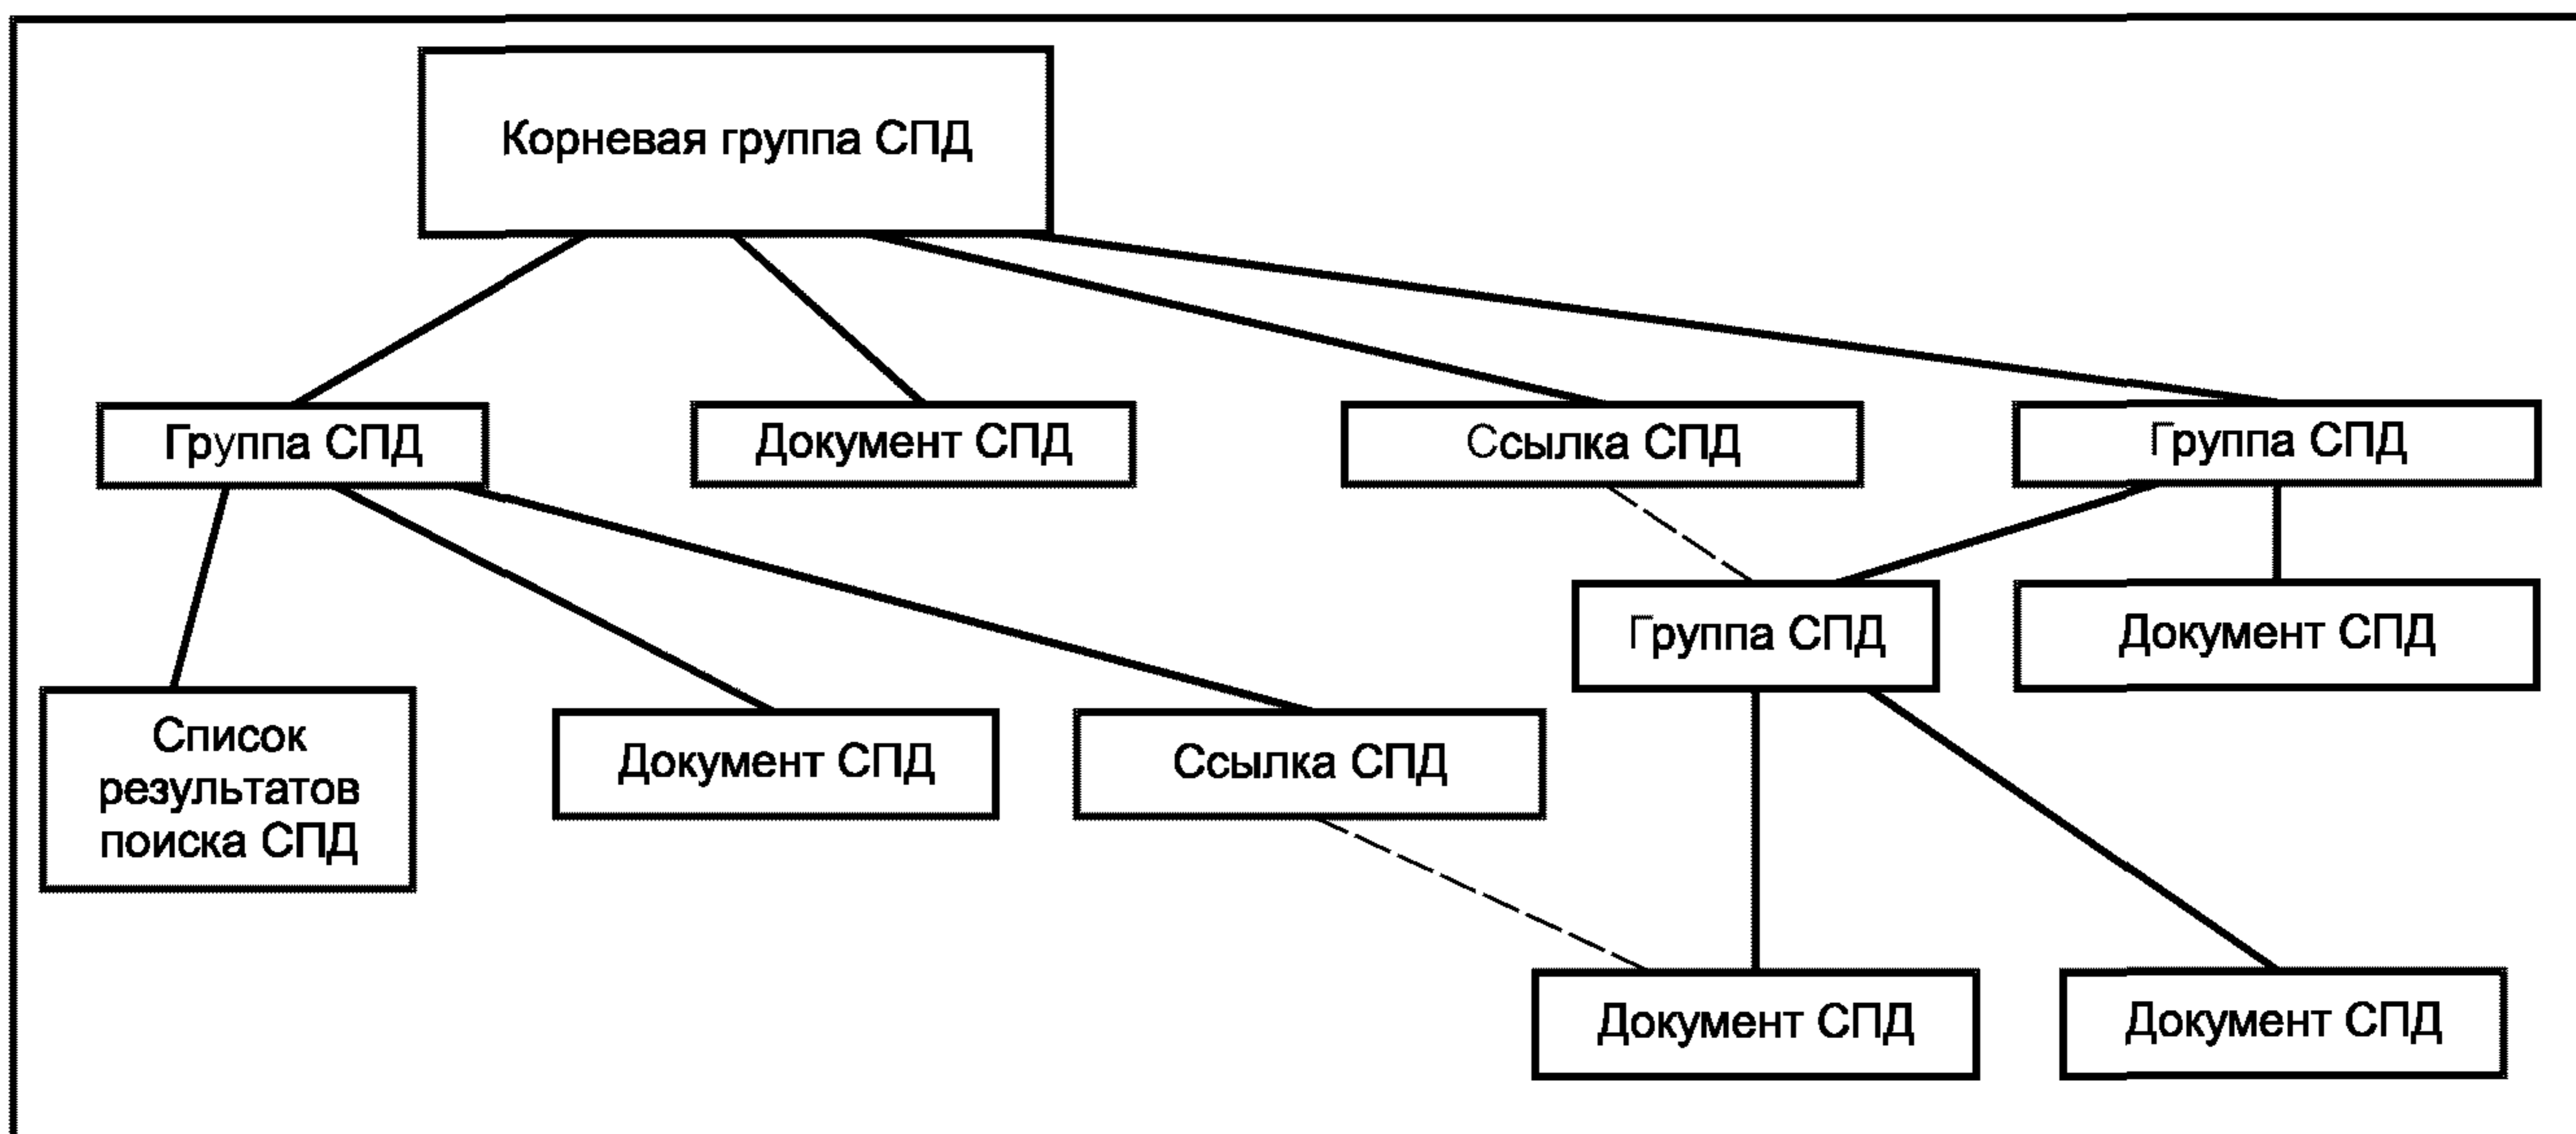 Корневая группа СПД
Группа СПД
Документ СПД
Ссылка СПД
Группа СПД
Группа СПД
Документ СПД
Список
результатов
поиска СПД
Документ СПД
Ссылка СПД
Документ СПД
Документ СПД